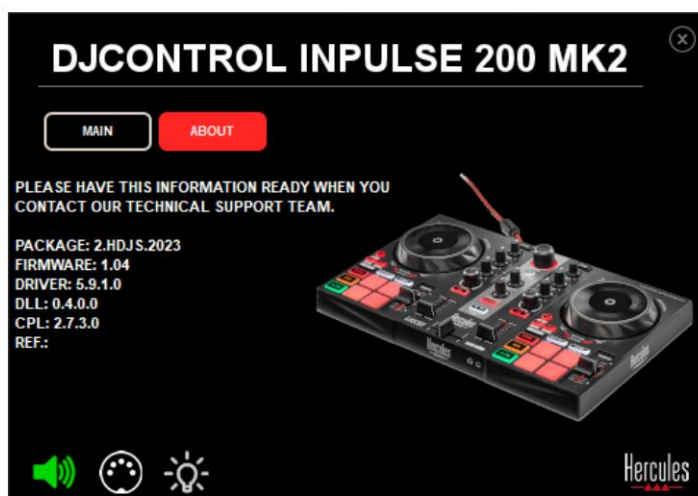 DJCONTROL INPULSE 200 MK2
MAIN
ABOUT
PLEASE HAVE THIS INFORMATION READY WHEN YOU
CONTACT OUR TECHNICAL SUPPORT TEAM.
PACKAGE: 2.HDJS.2023
FIRMWARE: 1.04
DRIVER: 5.9.1.0
DLL: 0.4.0.0
CPL: 2.7.3.0
REF.:
Hercules
Hercules